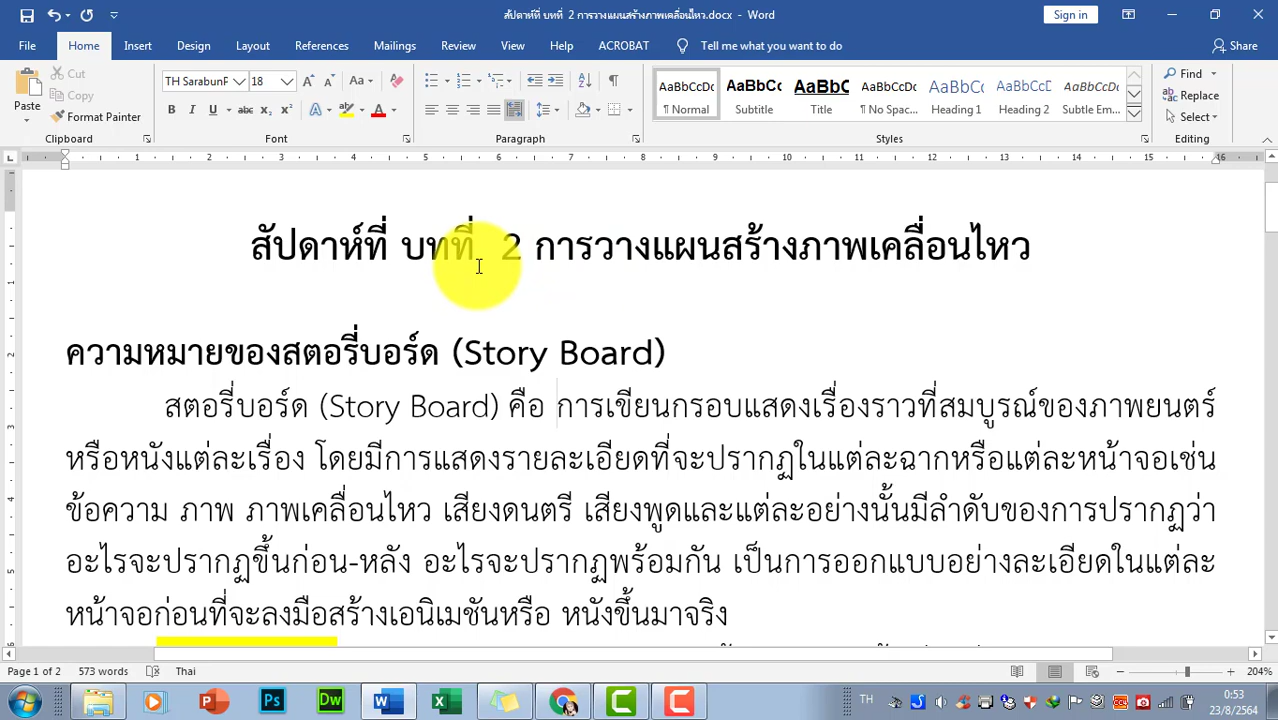 สัปดาห์ที่ บทที่  2 การวางแผนสร้างภาพเคลื่อนไหว.docx - Word
Sign in
File Home Insert Design Layout References Mailings Review View Help ACROBAT Tell me what you want to do Share
Paste
Cut
Copy
Format Painter
Clipboard
TH SarabunF 18
Font
Paragraph
AaBbCcDc AaBbCc AaBbCc AaBbCcDc AaBbCc AaBbCc AaBbCcDc
¶ Normal Subtitle Title ¶ No Spac... Heading 1 Heading 2 Subtle Em...
Styles
Find
Replace
Select
Editing
1 2 3 4 5 6 7 8 9 10 11 12 13 14 15 16
สัปดาห์ที่ บทที่  2 การวางแผนสร้างภาพเคลื่อนไหว
ความหมายของสตอรี่บอร์ด (Story Board)
สตอรี่บอร์ด (Story Board) คือ การเขียนกรอบแสดงเรื่องราวที่สมบูรณ์ของภาพยนตร์
หรือหนังแต่ละเรื่อง โดยมีการแสดงรายละเอียดที่จะปรากฏในแต่ละฉากหรือแต่ละหน้าจอเช่น
ข้อความ ภาพ ภาพเคลื่อนไหว เสียงดนตรี เสียงพูดและแต่ละอย่างนั้นมีลำดับของการปรากฏว่า
อะไรจะปรากฏขึ้นก่อน-หลัง อะไรจะปรากฏพร้อมกัน เป็นการออกแบบอย่างละเอียดในแต่ละ
หน้าจอก่อนที่จะลงมือสร้างเอนิเมชันหรือ หนังขึ้นมาจริง
Page 1 of 2 573 words Thai 204%
TH
0:53
23/8/2564